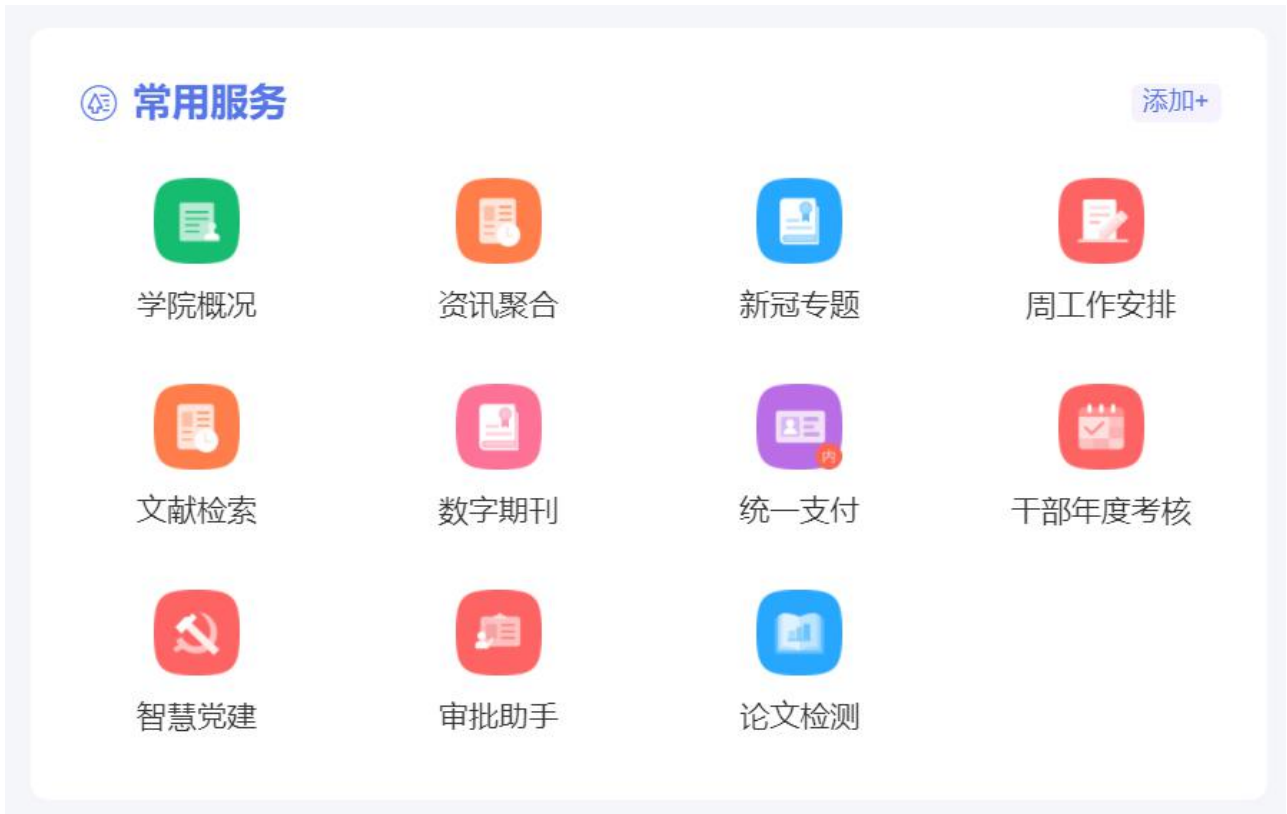 常用服务 添加+
学院概况 资讯聚合 新冠专题 周工作安排
文献检索 数字期刊 统一支付 干部年度考核
内
智慧党建 审批助手 论文检测